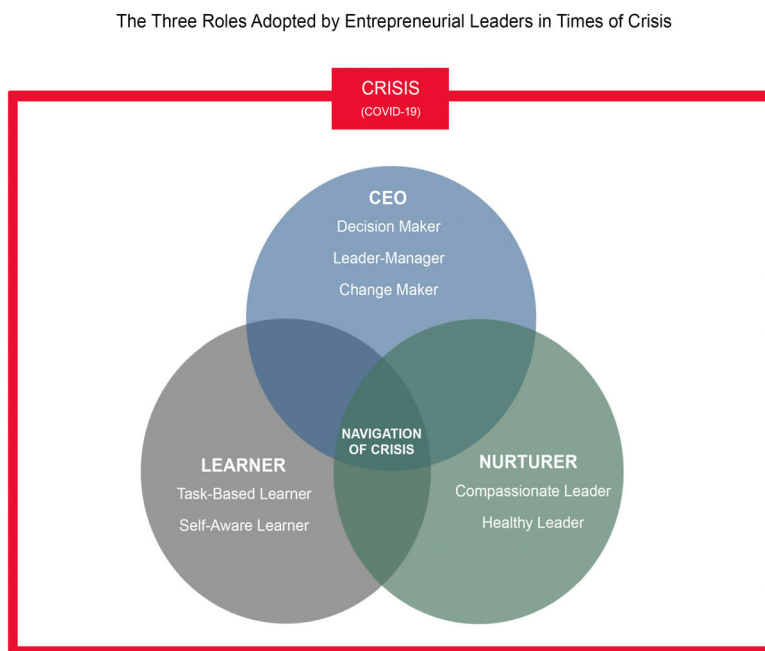 The Three Roles Adopted by Entrepreneurial Leaders in Times of Crisis
CRISIS
(COVID-19)
CEO
Decision Maker
Leader-Manager
Change Maker
NAVIGATION
OF CRISIS
LEARNER
Task-Based Learner
Self-Aware Learner
NURTURER
Compassionate Leader
Healthy Leader